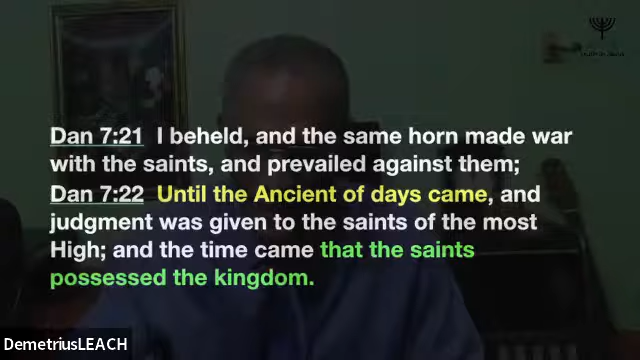 Dan 7:21 I beheld, and the same horn made war
with the saints, and prevailed against them;
Dan 7:22 Until the Ancient of days came, and
judgment was given to the saints of the most
High; and the time came that the saints
possessed the kingdom.
DemetriusLEACH